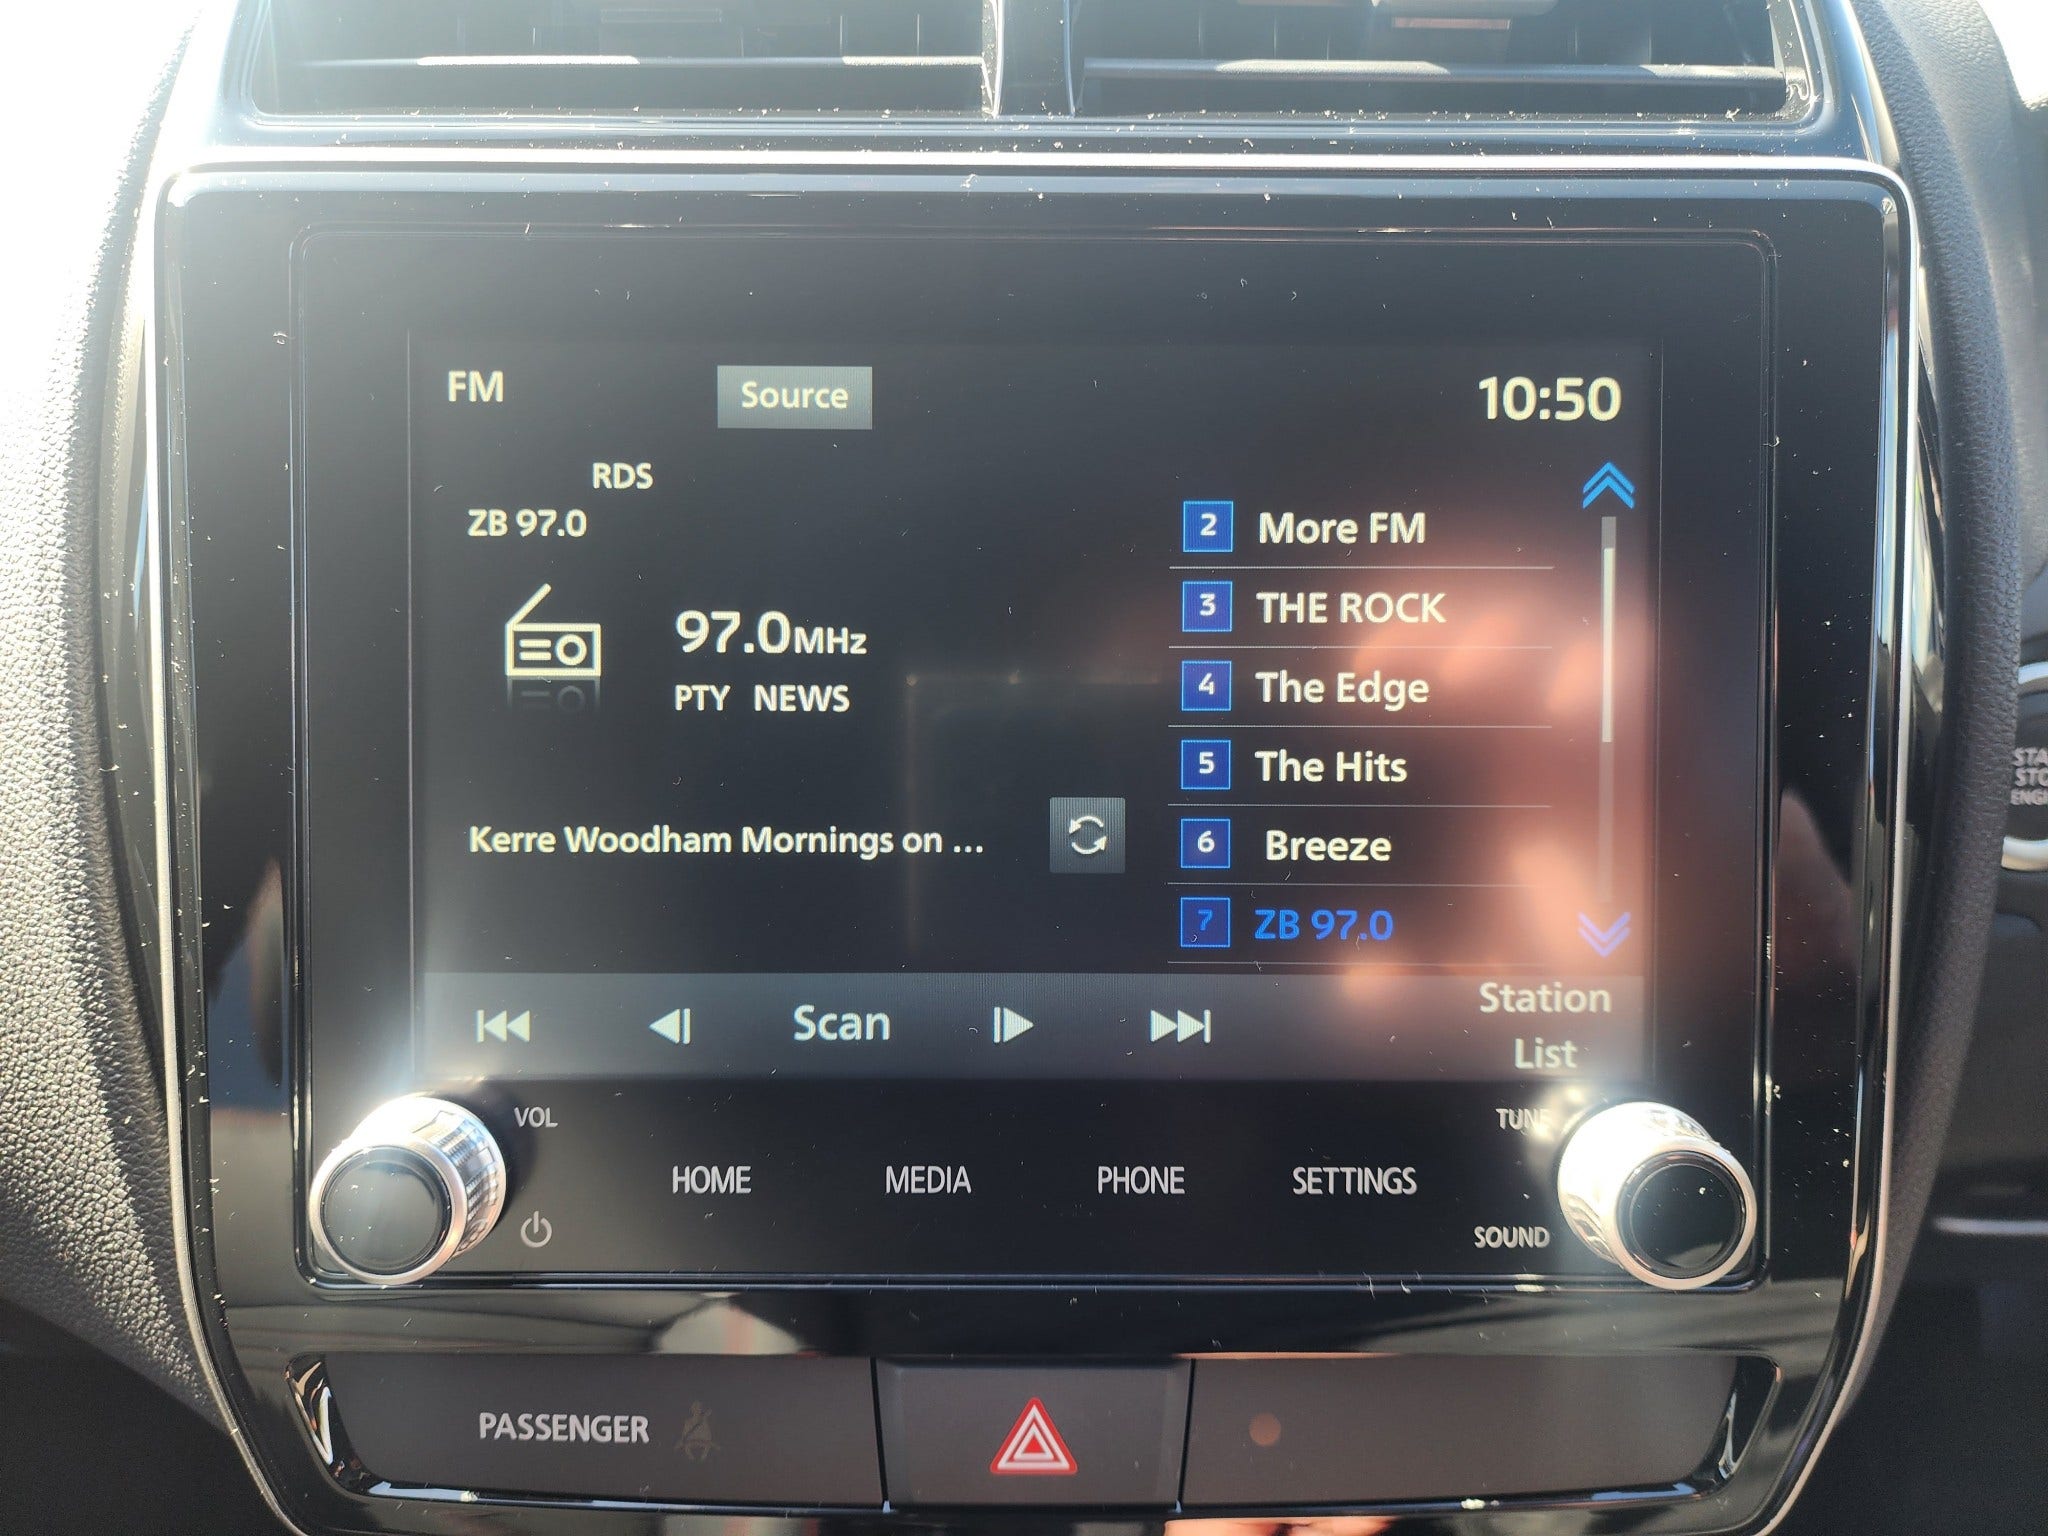 FM
Source
10:50
RDS
ZB 97.0
97.0MHz
PTY NEWS
Kerre Woodham Mornings on ...
2 More FM
3 THE ROCK
4 The Edge
5 The Hits
6 Breeze
7 ZB 97.0
Scan
Station
List
VOL
TUNE
HOME
MEDIA
PHONE
SETTINGS
SOUND
PASSENGER